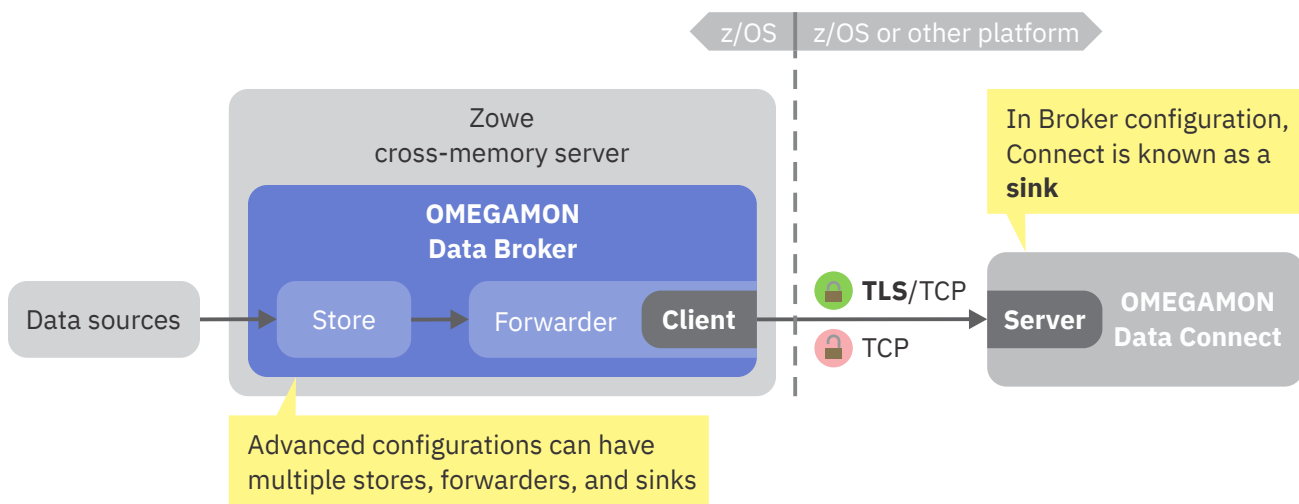 z/OS
z/OS or other platform
Zowe
cross-memory server
In Broker configuration,
Connect is known as a
sink
OMEGAMON
Data Broker
Data sources
Store
Forwarder
Client
TLS/TCP
TCP
Server
OMEGAMON
Data Connect
Advanced configurations can have
multiple stores, forwarders, and sinks